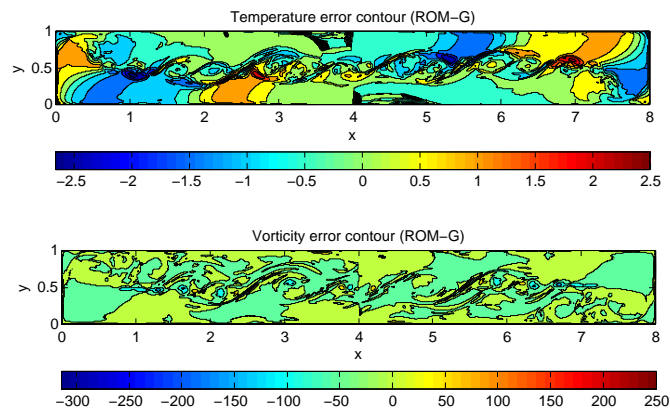 Temperature error contour (ROM−G)
1
0.5
0
y
0 1 2 3 4 5 6 7 8
x
−2.5 −2 −1.5 −1 −0.5 0 0.5 1 1.5 2 2.5
Vorticity error contour (ROM−G)
1
0.5
0
y
0 1 2 3 4 5 6 7 8
x
−300 −250 −200 −150 −100 −50 0 50 100 150 200 250